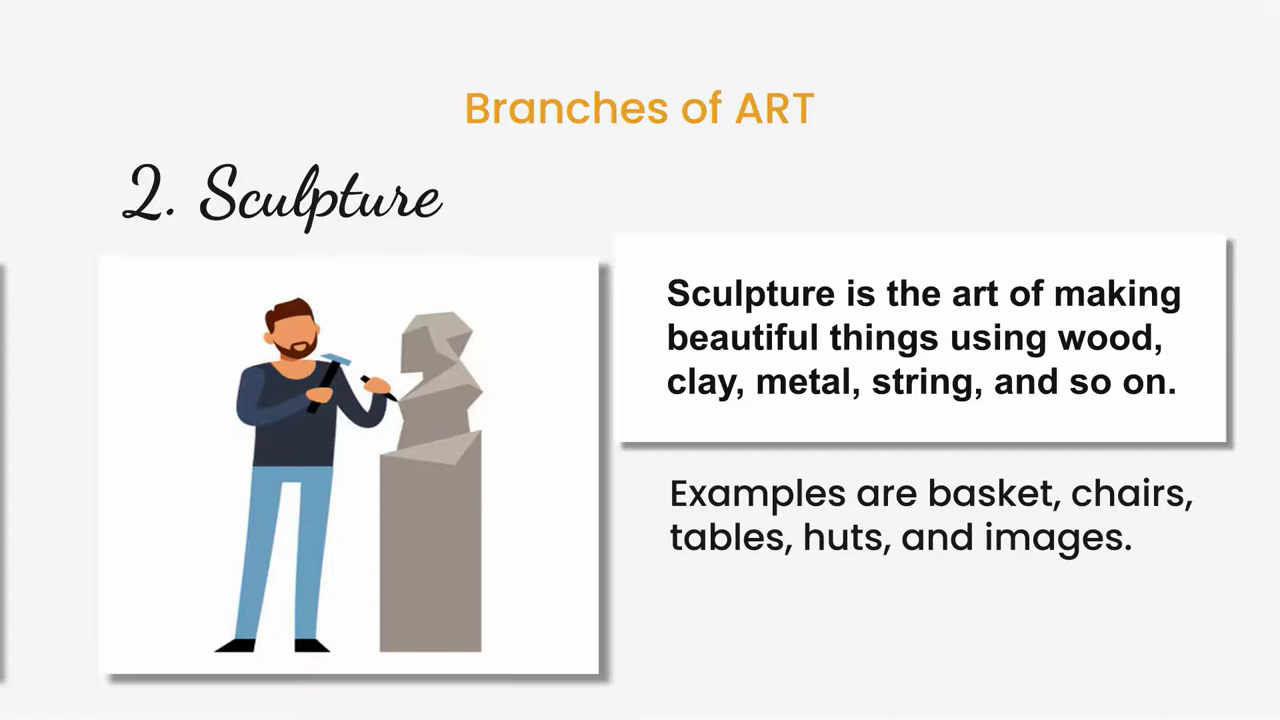 Branches of ART
2. Sculpture
Sculpture is the art of making
beautiful things using wood,
clay, metal, string, and so on.
Examples are basket, chairs,
tables, huts, and images.